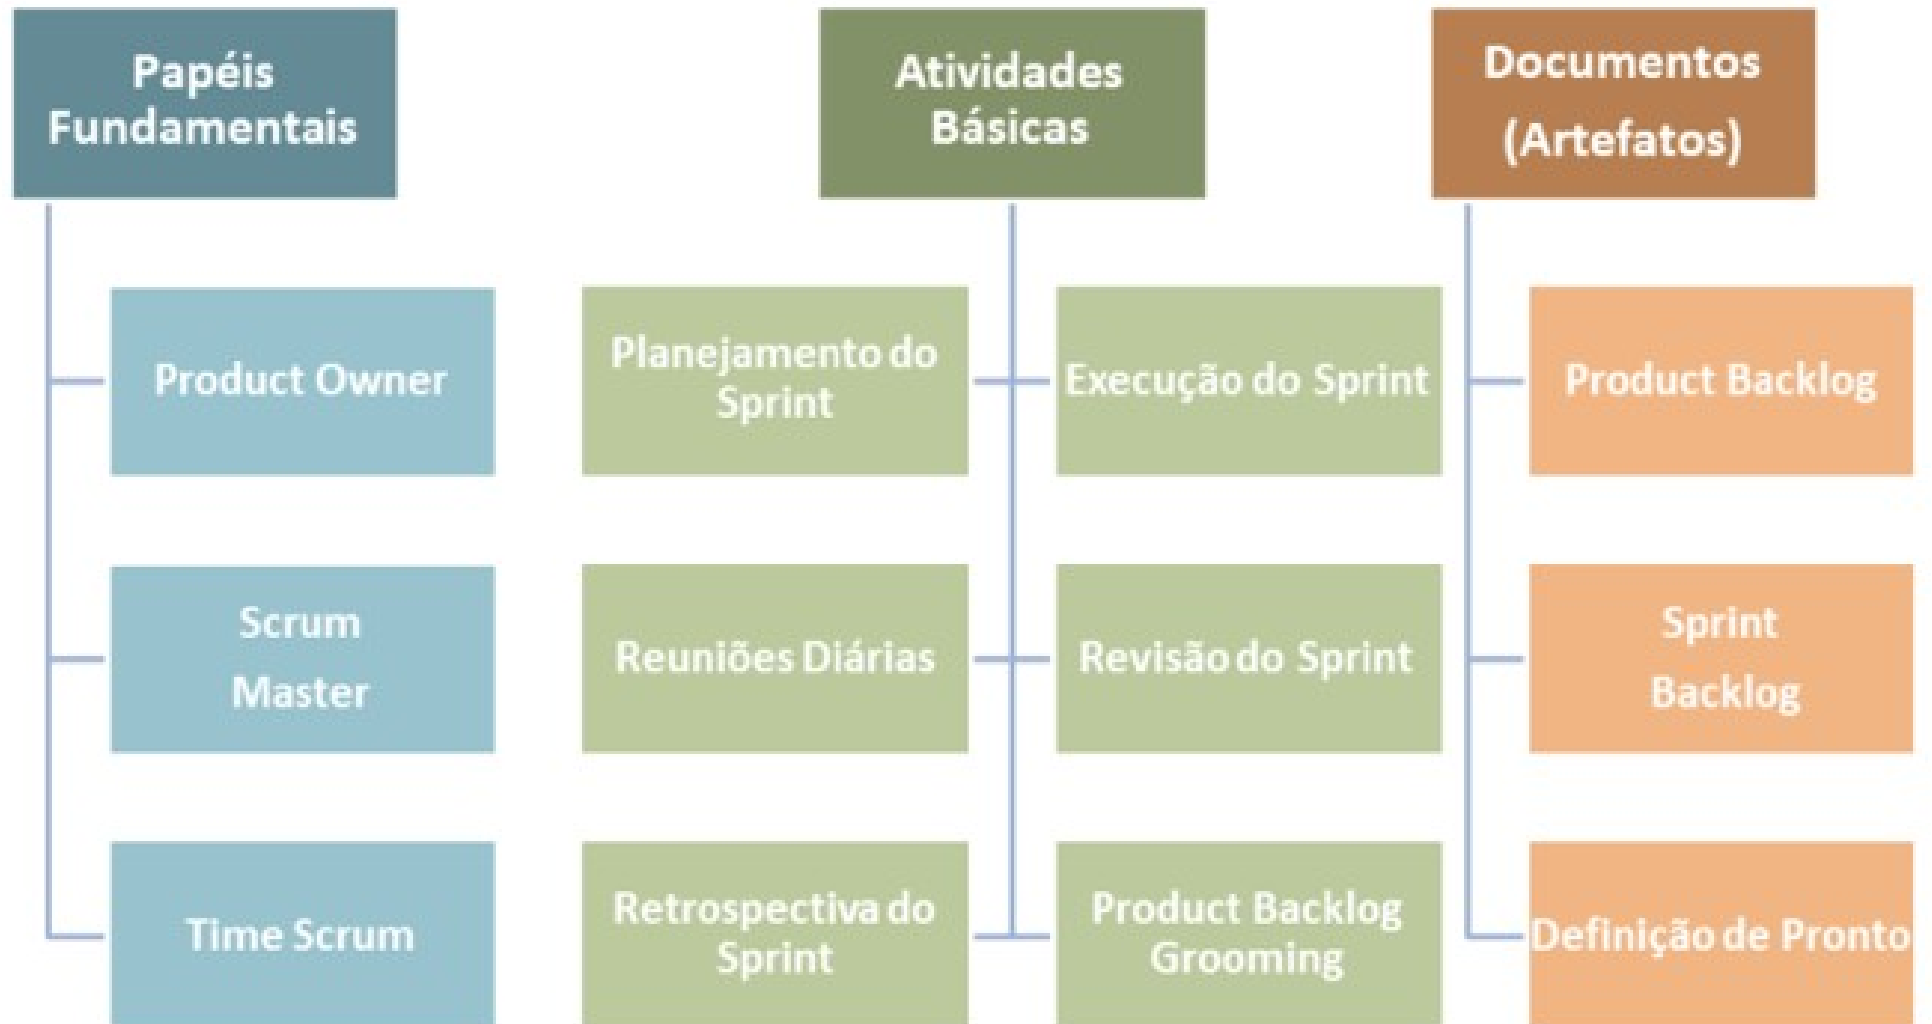 Papéis
Fundamentais
Atividades
Básicas
Documentos
(Artefatos)
Product Owner
Planejamento do
Sprint
Execução do Sprint
Product Backlog
Scrum
Master
Reuniões Diárias
Revisão do Sprint
Sprint
Backlog
Time Scrum
Retrospectiva do
Sprint
Product Backlog
Grooming
Definição de Pronto